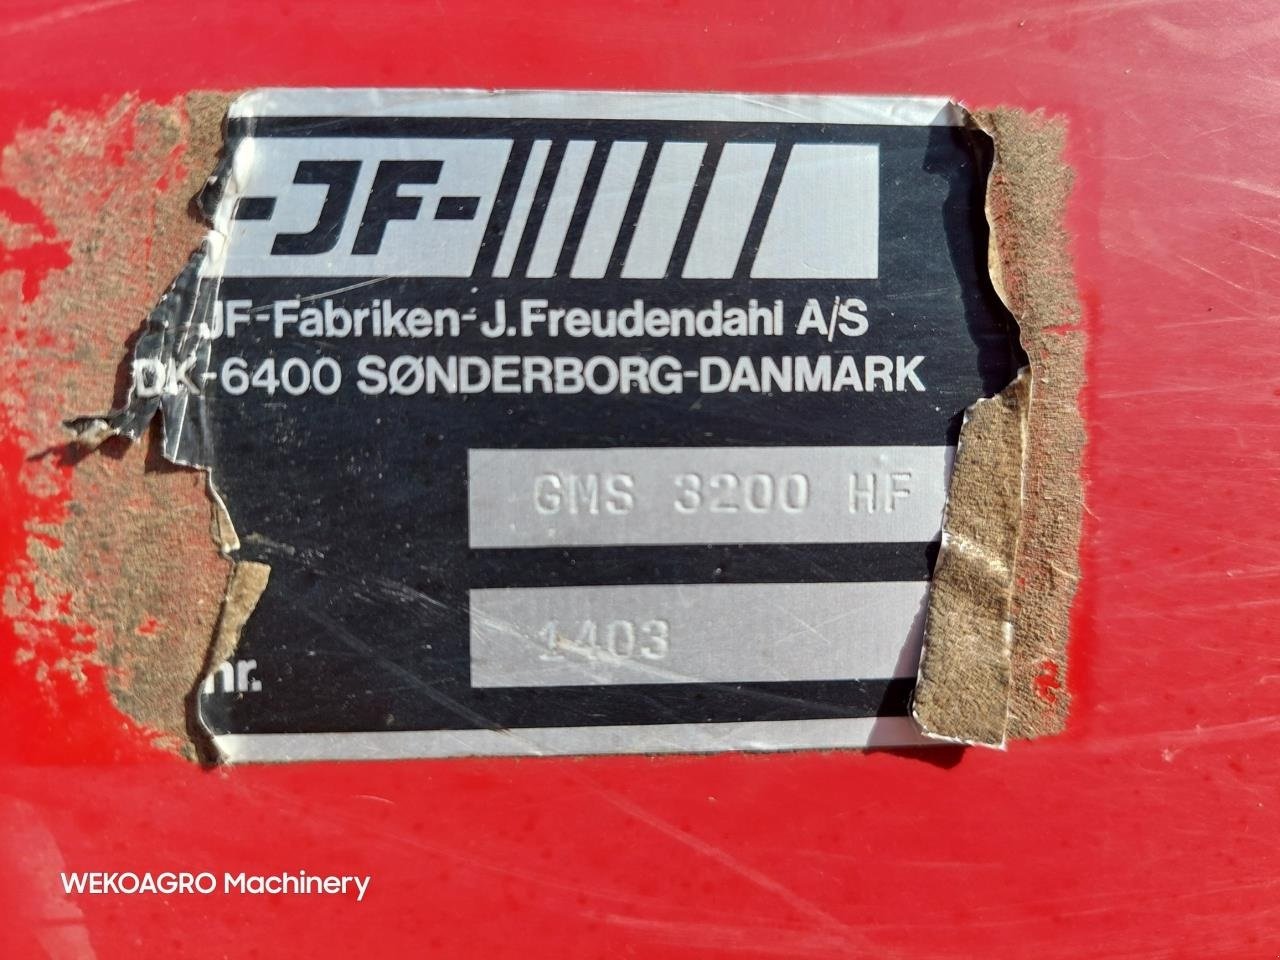 -JF-
JF-Fabriken-J.Freudendahl A/S
DK-6400 SØNDERBORG-DANMARK
GMS 3200 HF
1403
nr.
WEKOAGRO Machinery